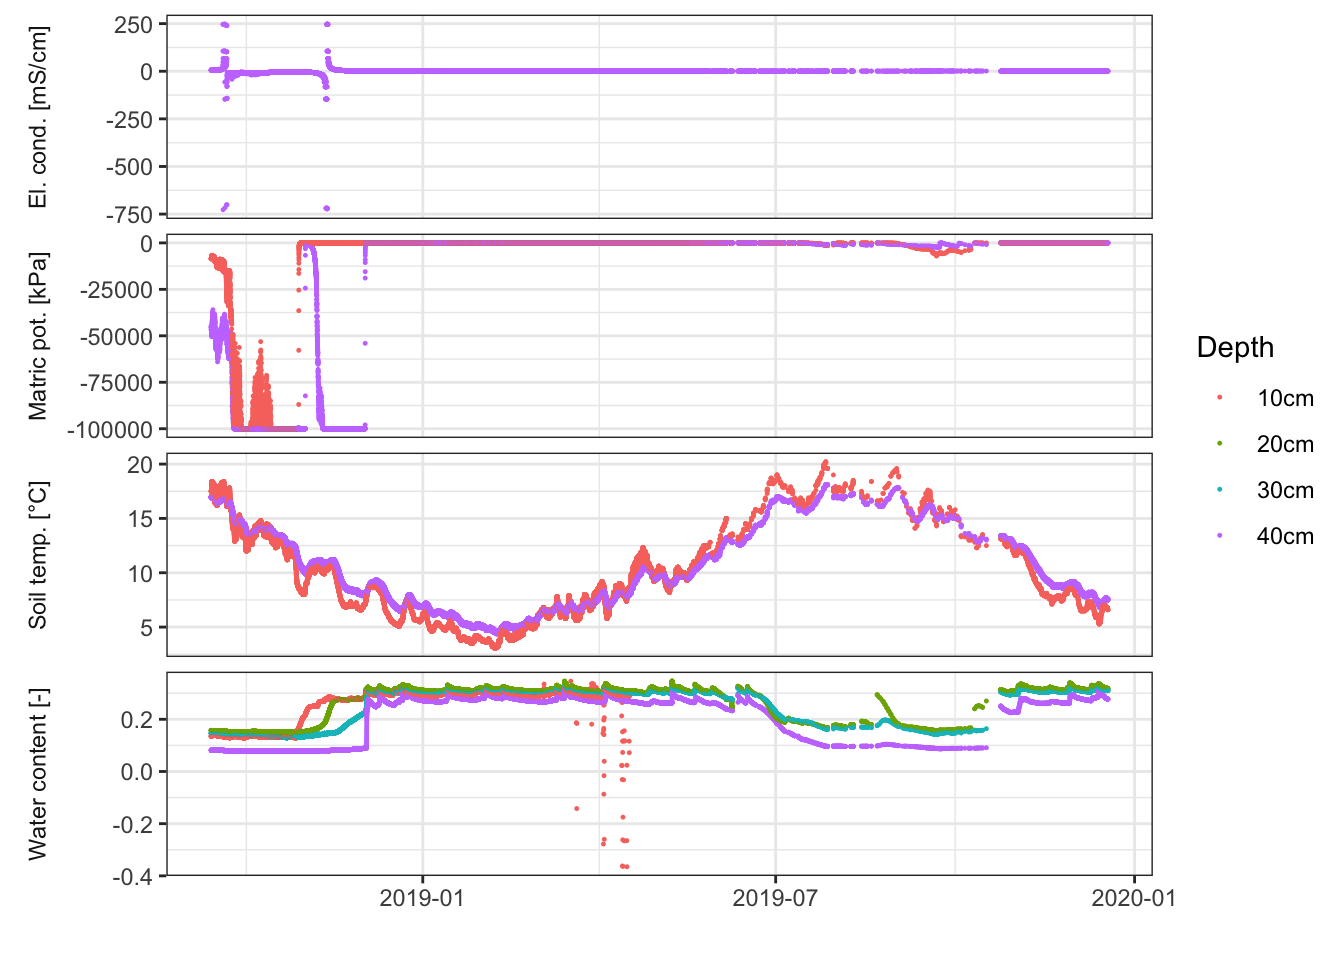 El. cond. [mS/cm]
250
0
-250
-500
-750
Matric pot. [kPa]
0
-25000
-50000
-75000
-100000
Soil temp. [°C]
20
15
10
5
Water content [-]
0.2
0.0
-0.2
-0.4
2019-01
2019-07
2020-01
Depth
10cm
20cm
30cm
40cm